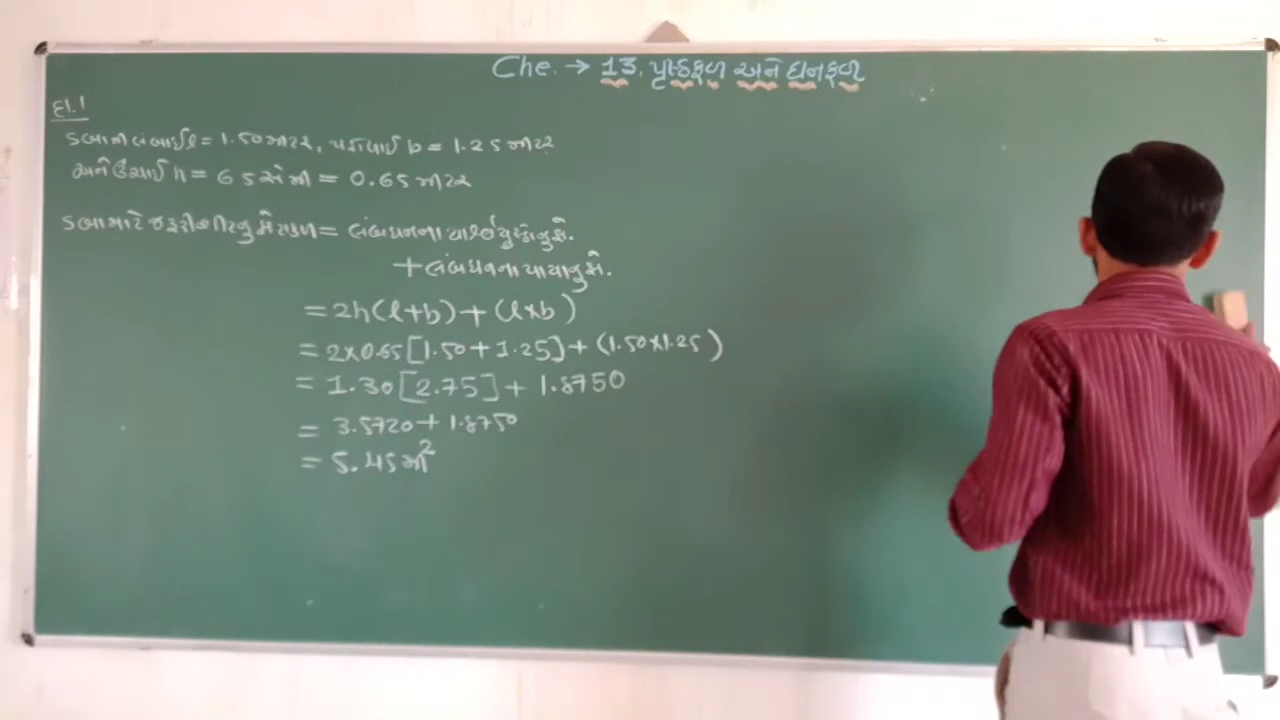 Che. → 13. પૃષ્ઠફળ અને ઘનફળ
દા.1
ડબાની લંબાઈ l = 1.50 મીટર, પહોળાઈ b = 1.25 મીટર
અને ઉંચાઈ h = 65 સેમી = 0.65 મીટર
ડબા માટે જરૂરી શીટનુ ક્ષેત્રફળ = લંબઘનના પાર્શ્વ પૃષ્ઠોનુ ક્ષે.
+ લંબઘનના પાયાનુ ક્ષે.
= 2h(l+b) + (l×b)
= 2×0.65[1.50+1.25] + (1.50×1.25)
= 1.30[2.75] + 1.8750
= 3.5720 + 1.8750
= 5.45 મી²